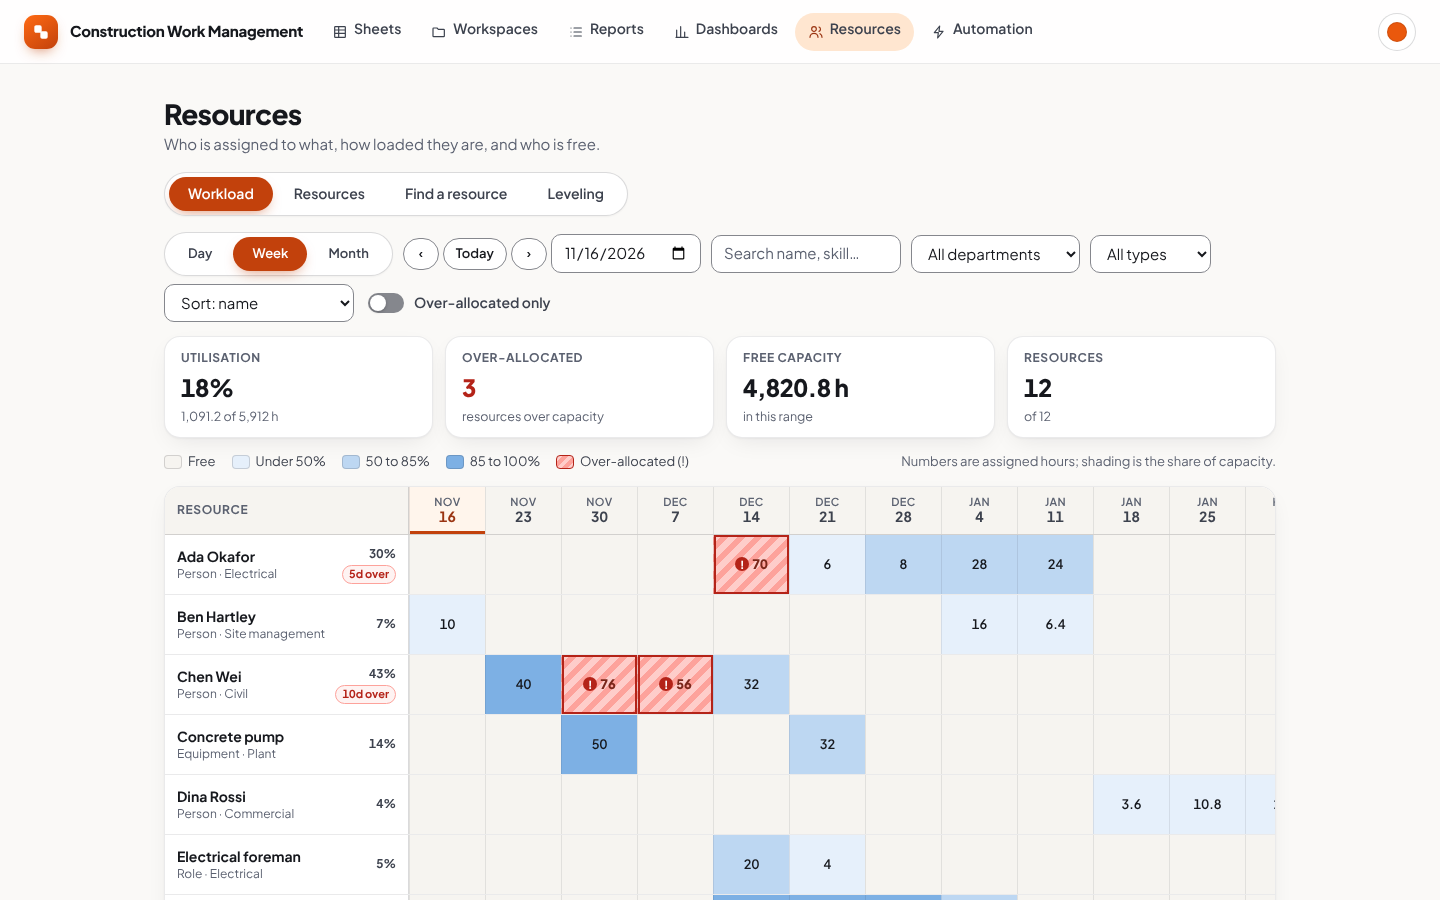 Construction Work Management
Sheets
Workspaces
Reports
Dashboards
Resources
Automation
Resources
Who is assigned to what, how loaded they are, and who is free.
Workload
Resources
Find a resource
Leveling
Day
Week
Month
‹
Today
›
11/16/2026
Search name, skill...
All departments
All types
Sort: name
Over-allocated only
UTILISATION
18%
1,091.2 of 5,912 h
OVER-ALLOCATED
3
resources over capacity
FREE CAPACITY
4,820.8 h
in this range
RESOURCES
12
of 12
Free
Under 50%
50 to 85%
85 to 100%
Over-allocated (!)
Numbers are assigned hours; shading is the share of capacity.
RESOURCE
NOV 16
NOV 23
NOV 30
DEC 7
DEC 14
DEC 21
DEC 28
JAN 4
JAN 11
JAN 18
JAN 25
Ada Okafor
Person · Electrical
30%
5d over
! 70
6
8
28
24
Ben Hartley
Person · Site management
7%
10
16
6.4
Chen Wei
Person · Civil
43%
10d over
40
! 76
! 56
32
Concrete pump
Equipment · Plant
14%
50
32
Dina Rossi
Person · Commercial
4%
3.6
10.8
Electrical foreman
Role · Electrical
5%
20
4